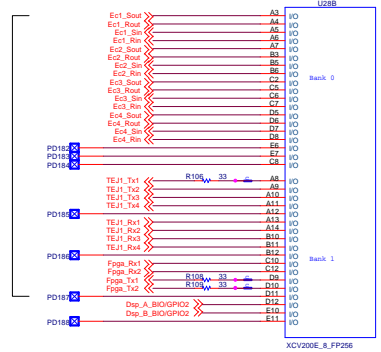 U28B
Ec1_Sout A3 I/O
Ec1_Rout A4 I/O
Ec1_Sin A5 I/O
Ec1_Rin A6 I/O
Ec2_Sout A7 I/O
Ec2_Rout B3 I/O
Ec2_Sin B5 I/O
Ec2_Rin B6 I/O Bank 0
Ec3_Sout C2 I/O
Ec3_Rout C5 I/O
Ec3_Sin C6 I/O
Ec3_Rin C7 I/O
Ec4_Sout D5 I/O
Ec4_Rout D6 I/O
Ec4_Sin D7 I/O
Ec4_Rin D8 I/O
PD182 E6 I/O
PD183 E7 I/O
PD184 C8 I/O
TEJ1_Tx1 R106 33 A8 I/O
TEJ1_Tx2 A9 I/O
TEJ1_Tx3 A10 I/O
TEJ1_Tx4 A11 I/O
PD185 A12 I/O
TEJ1_Rx1 A13 I/O
TEJ1_Rx2 A14 I/O
TEJ1_Rx3 B10 I/O
TEJ1_Rx4 B11 I/O
PD186 B12 I/O
Fpga_Rx1 C10 I/O Bank 1
Fpga_Rx2 C12 I/O
Fpga_Tx1 R108 33 D9 I/O
Fpga_Tx2 R109 33 D10 I/O
PD187 D11 I/O
Dsp_A_BIO/GPIO2 D12 I/O
Dsp_B_BIO/GPIO2 E10 I/O
PD188 E11 I/O
XCV200E_8_FP256